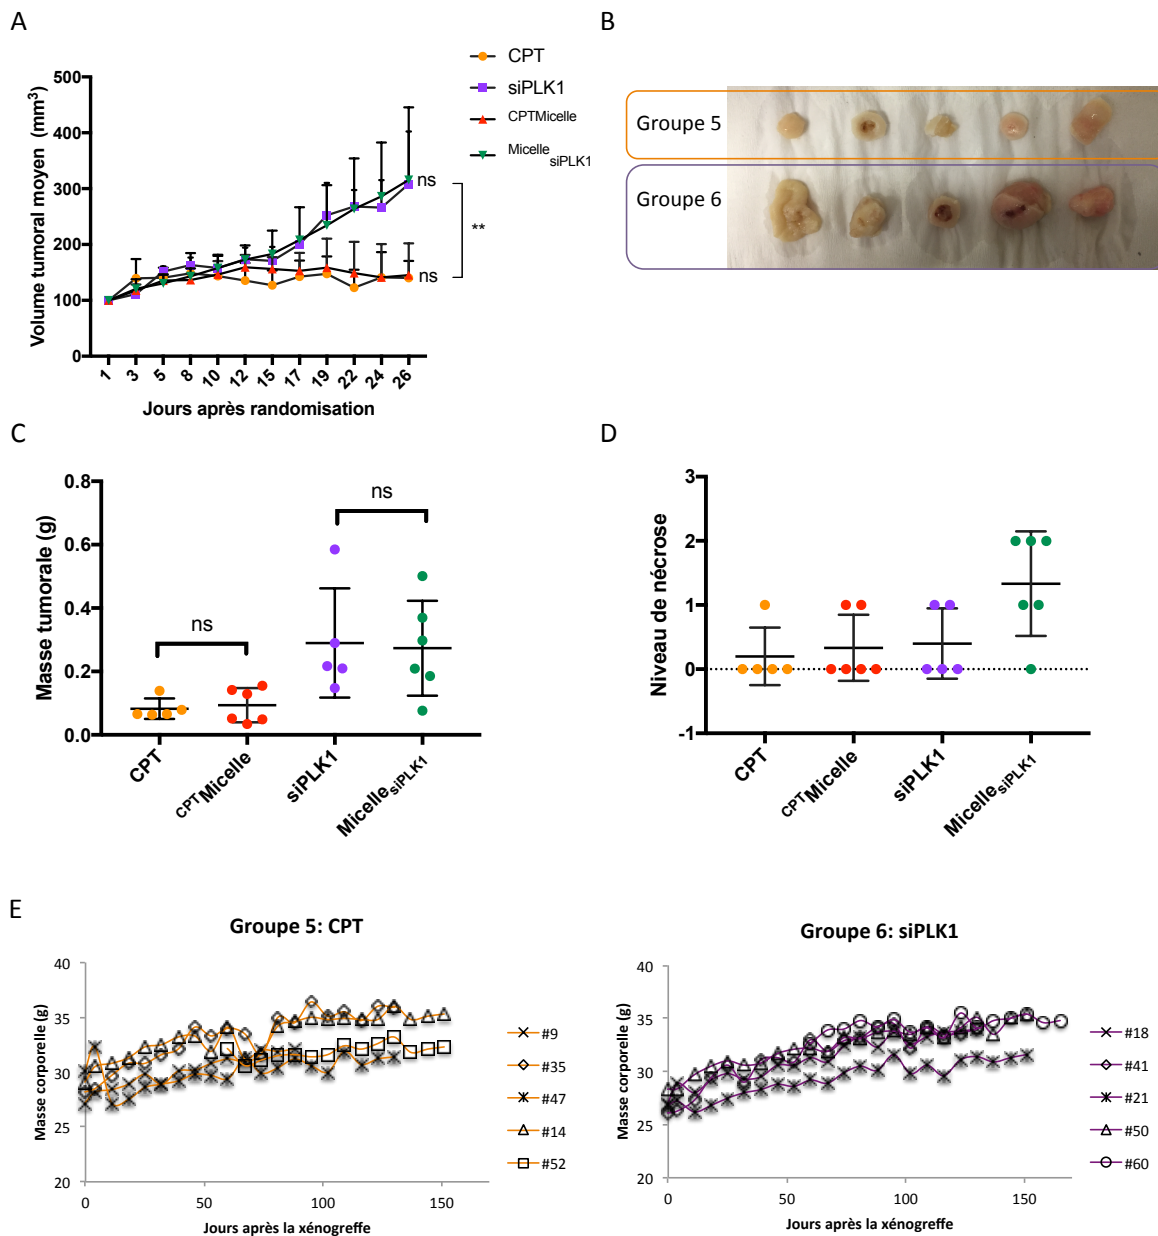 A
CPT
siPLK1
CPTMicelle
Micelle siPLK1
Volume tumoral moyen (mm3)
500
400
300
200
100
0
ns
**
ns
1 3 5 8 10 12 15 17 19 22 24 26
Jours après randomisation
B
Groupe 5
Groupe 6
C
Masse tumorale (g)
0.8
0.6
0.4
0.2
0.0
ns
ns
CPT
CPTMicelle
siPLK1
MicellesiPLK1
D
Niveau de nécrose
3
2
1
0
-1
CPT
CPTMicelle
siPLK1
MicellesiPLK1
E
Groupe 5: CPT
Masse corporelle (g)
40
35
30
25
20
0 50 100 150
Jours après la xénogreffe
#9
#35
#47
#14
#52
Groupe 6: siPLK1
Masse corporelle (g)
40
35
30
25
20
0 50 100 150
Jours après la xénogreffe
#18
#41
#21
#50
#60